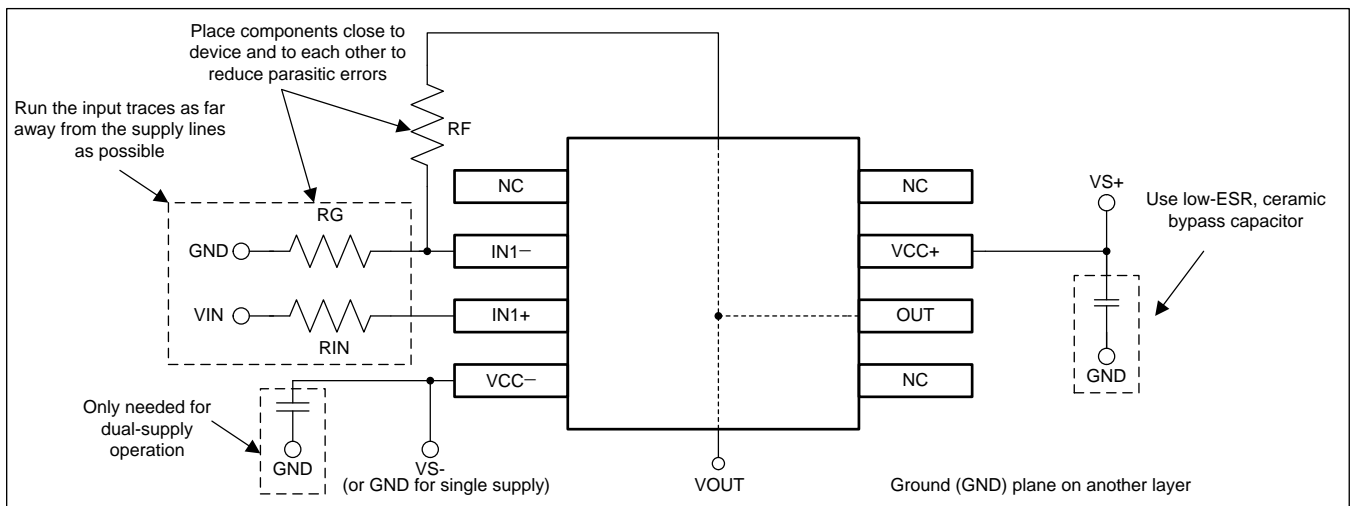 Place components close to
device and to each other to
reduce parasitic errors
Run the input traces as far
away from the supply lines
as possible
RF
NC
NC
VS+
Use low-ESR, ceramic
bypass capacitor
RG
GND
IN1−
VCC+
VIN
IN1+
OUT
RIN
VCC−
NC
GND
Only needed for
dual-supply
operation
GND
VS-
(or GND for single supply)
VOUT
Ground (GND) plane on another layer